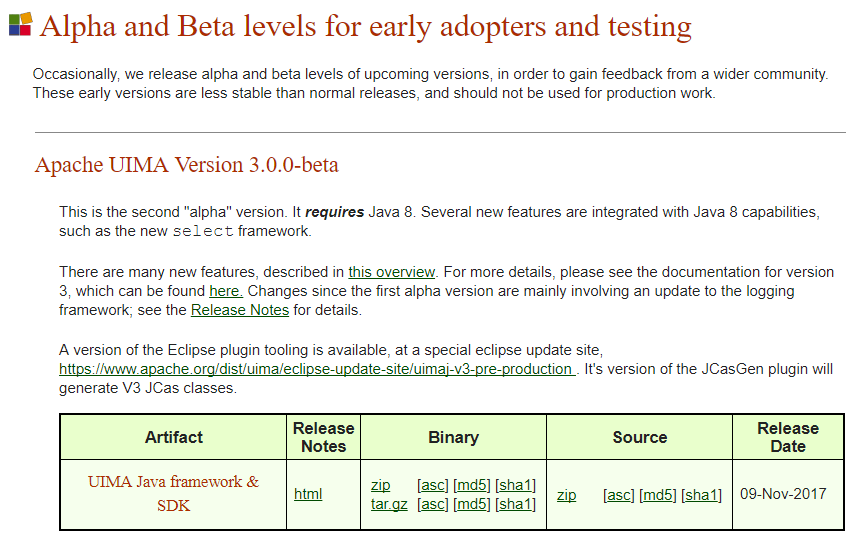 Alpha and Beta levels for early adopters and testing
Occasionally, we release alpha and beta levels of upcoming versions, in order to gain feedback from a wider community.
These early versions are less stable than normal releases, and should not be used for production work.
Apache UIMA Version 3.0.0-beta
This is the second "alpha" version. It requires Java 8. Several new features are integrated with Java 8 capabilities,
such as the new select framework.
There are many new features, described in this overview. For more details, please see the documentation for version
3, which can be found here. Changes since the first alpha version are mainly involving an update to the logging
framework; see the Release Notes for details.
A version of the Eclipse plugin tooling is available, at a special eclipse update site,
https://www.apache.org/dist/uima/eclipse-update-site/uimaj-v3-pre-production . It's version of the JCasGen plugin will
generate V3 JCas classes.
Artifact Release Notes Binary Source Release Date
UIMA Java framework & SDK html zip [asc] [md5] [sha1] zip [asc] [md5] [sha1] 09-Nov-2017
tar.gz [asc] [md5] [sha1]